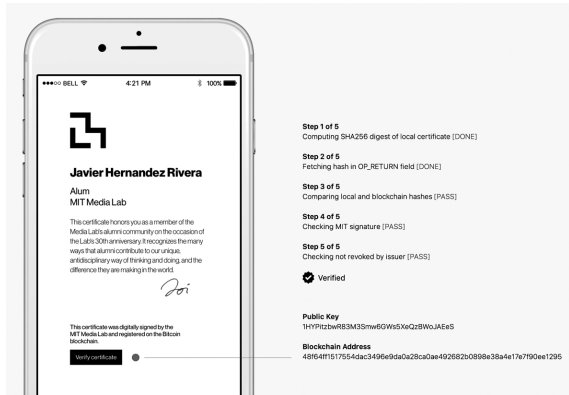 ●●●○○ BELL 4:21 PM 100%
Javier Hernandez Rivera
Alum
MIT Media Lab
This certificate honors you as a member of the
Media Lab's alumni community on the occasion of
the Lab's 30th anniversary. It recognizes the many
ways that alumni contribute to our unique,
antidisciplinary way of thinking and doing, and the
difference they are making in the world.
Joi
This certificate was digitally signed by the
MIT Media Lab and registered on the Bitcoin
blockchain.
Verify certificate
Step 1 of 5
Computing SHA256 digest of local certificate [DONE]
Step 2 of 5
Fetching hash in OP_RETURN field [DONE]
Step 3 of 5
Comparing local and blockchain hashes [PASS]
Step 4 of 5
Checking MIT signature [PASS]
Step 5 of 5
Checking not revoked by issuer [PASS]
Verified
Public Key
1HYPitzbwR83M3Smw6GWs5XeQzBWoJAEeS
Blockchain Address
48f64ff1517554dac3496e9da0a28ca0ae492682b0898e38a4e17e7f90ee1295